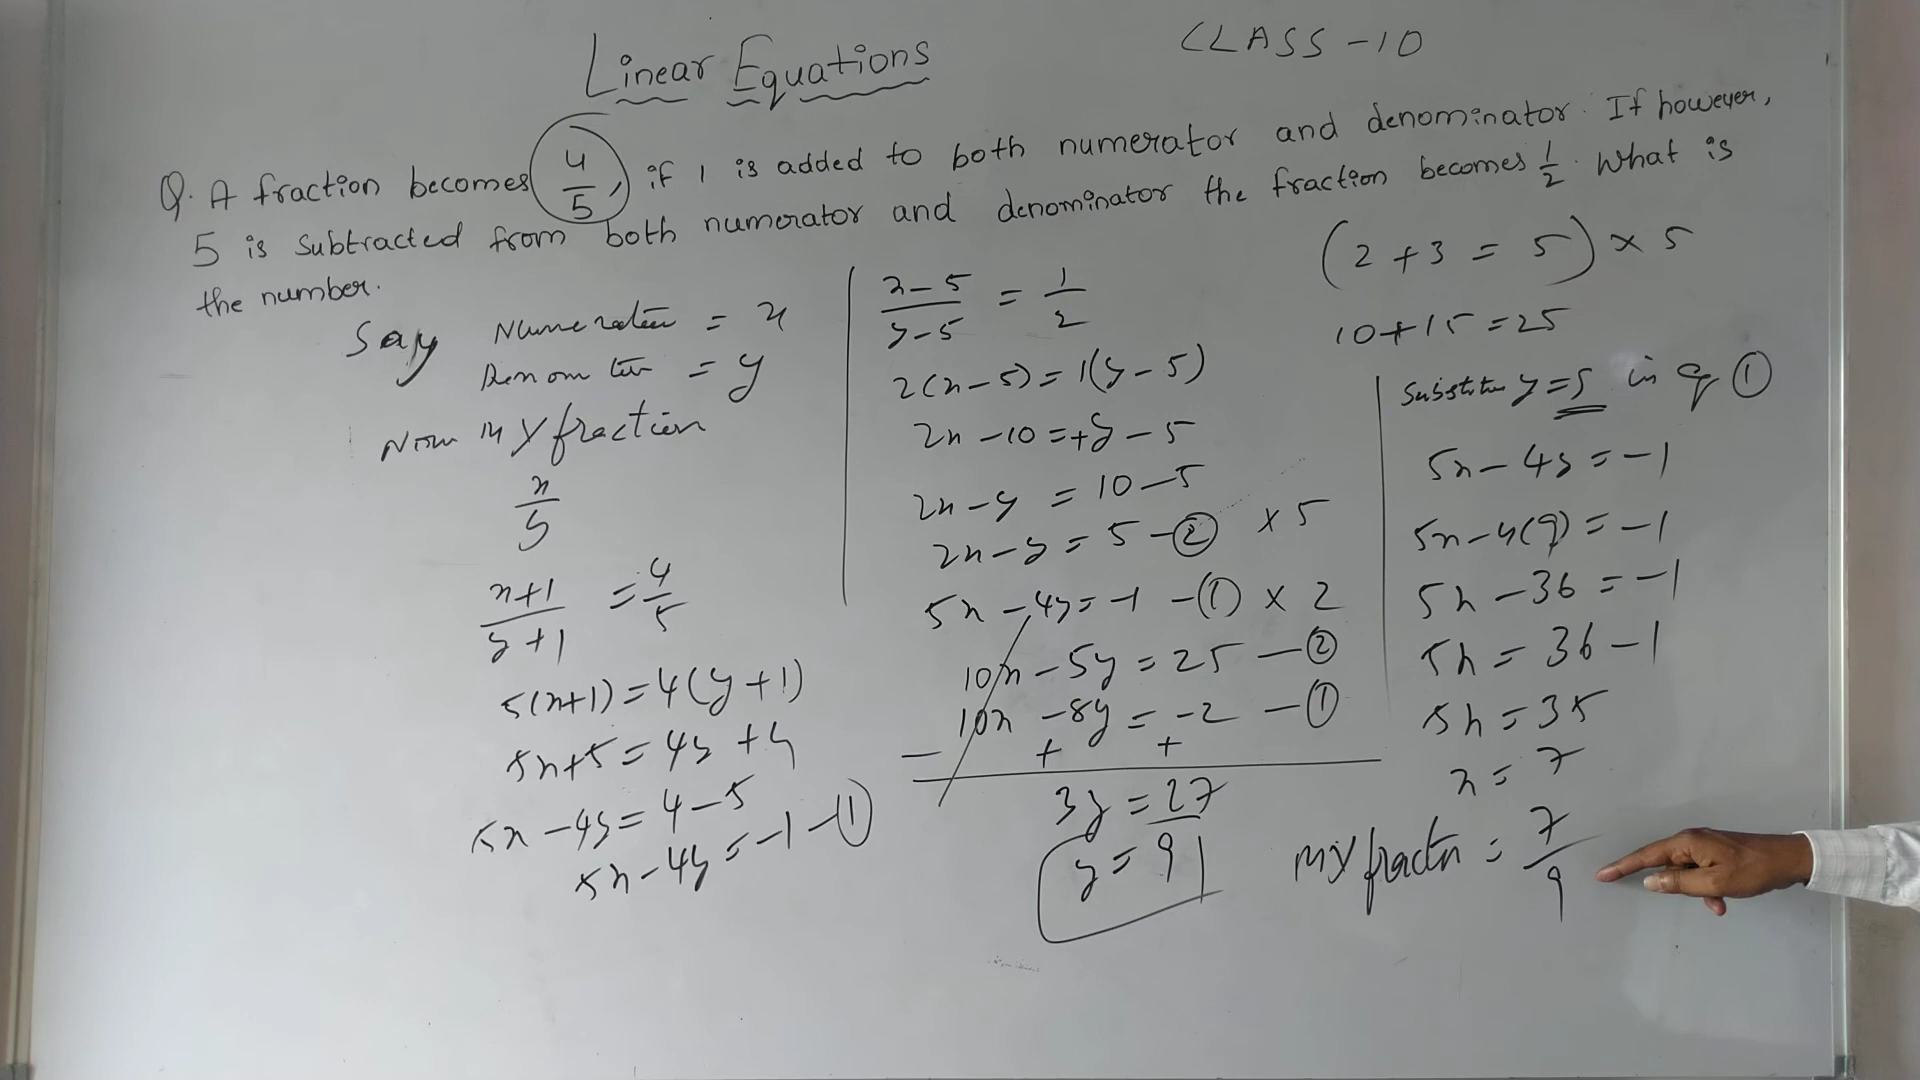 Linear Equations
CLASS - 10
Q. A fraction becomes 4/5, if 1 is added to both numerator and denominator. If however,
5 is subtracted from both numerator and denominator the fraction becomes 1/2. What is
the number.
Say Numerator = x
Denomtor = y
Now my fraction
x/y
x+1/y+1 = 4/5
5(x+1) = 4(y+1)
5x+5 = 4y+4
5x-4y = 4-5
5x-4y = -1 -①
x-5/y-5 = 1/2
2(x-5) = 1(y-5)
2x-10 = +y-5
2x-y = 10-5
2x-y = 5 -② × 5
5x-4y = -1 -① × 2
10x-5y = 25 -②
10x-8y = -2 -①
- + +
3y = 27
y = 9
(2+3 = 5) × 5
10+15 = 25
y = 5 in eq ①
5x-4y = -1
5x-4(9) = -1
5x-36 = -1
5x = 36-1
5x = 35
x = 7
my fractn = 7/9